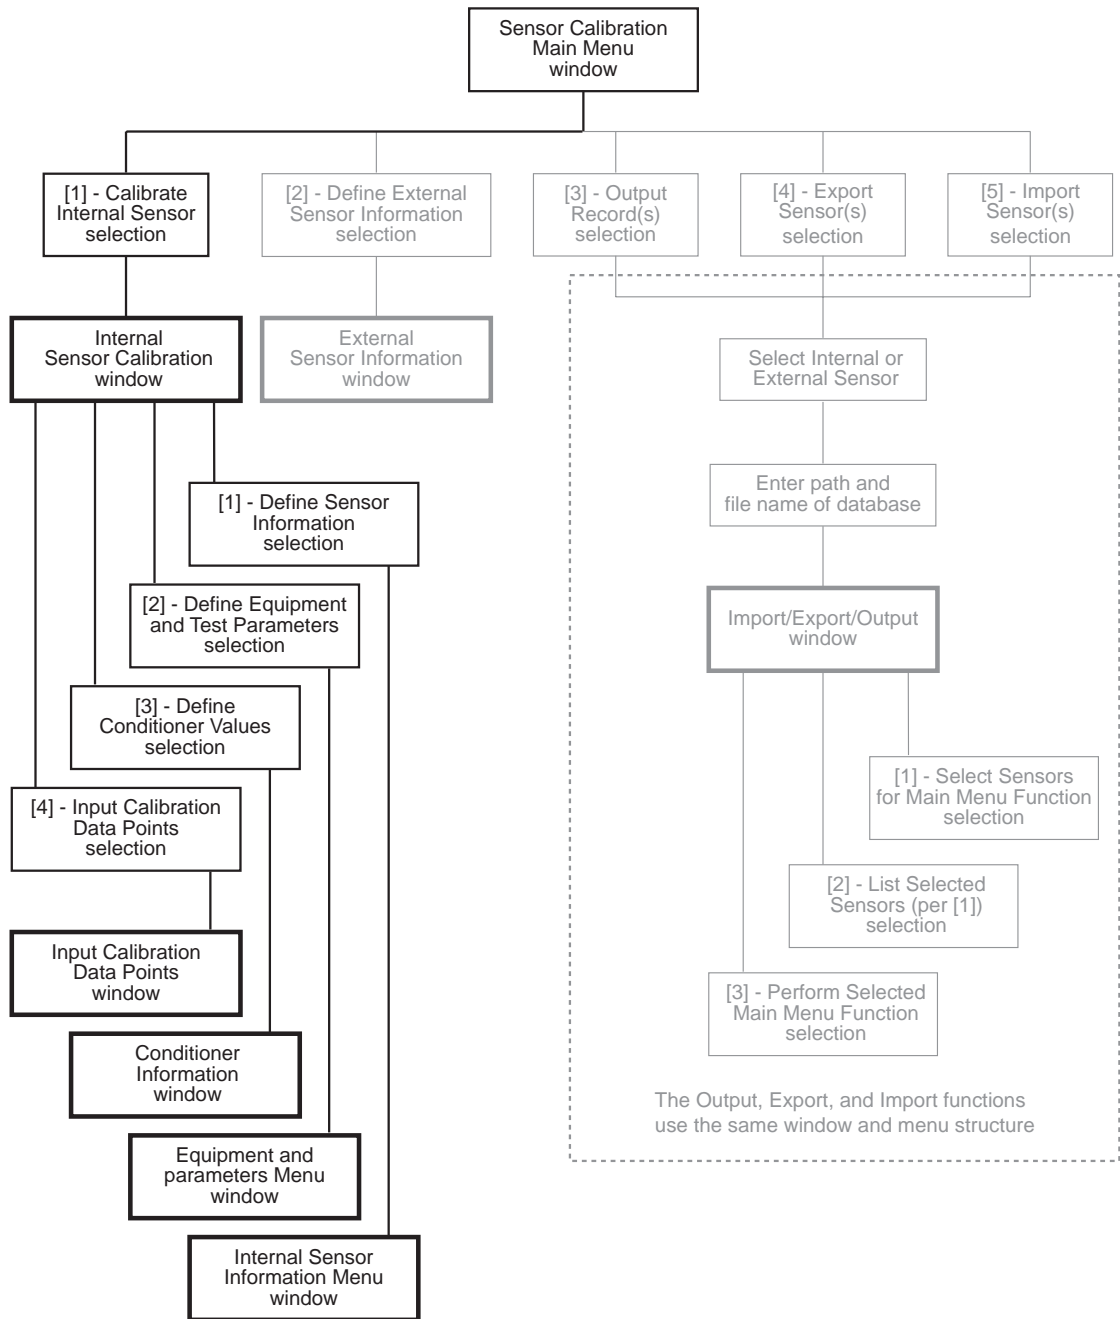 Sensor Calibration
Main Menu
window
[1] - Calibrate
Internal Sensor
selection
[2] - Define External
Sensor Information
selection
[3] - Output
Record(s)
selection
[4] - Export
Sensor(s)
selection
[5] - Import
Sensor(s)
selection
Internal
Sensor Calibration
window
External
Sensor Information
window
Select Internal or
External Sensor
[1] - Define Sensor
Information
selection
Enter path and
file name of database
[2] - Define Equipment
and Test Parameters
selection
Import/Export/Output
window
[3] - Define
Conditioner Values
selection
[1] - Select Sensors
for Main Menu Function
selection
[4] - Input Calibration
Data Points
selection
[2] - List Selected
Sensors (per [1])
selection
Input Calibration
Data Points
window
[3] - Perform Selected
Main Menu Function
selection
Conditioner
Information
window
The Output, Export, and Import functions
use the same window and menu structure
Equipment and
parameters Menu
window
Internal Sensor
Information Menu
window